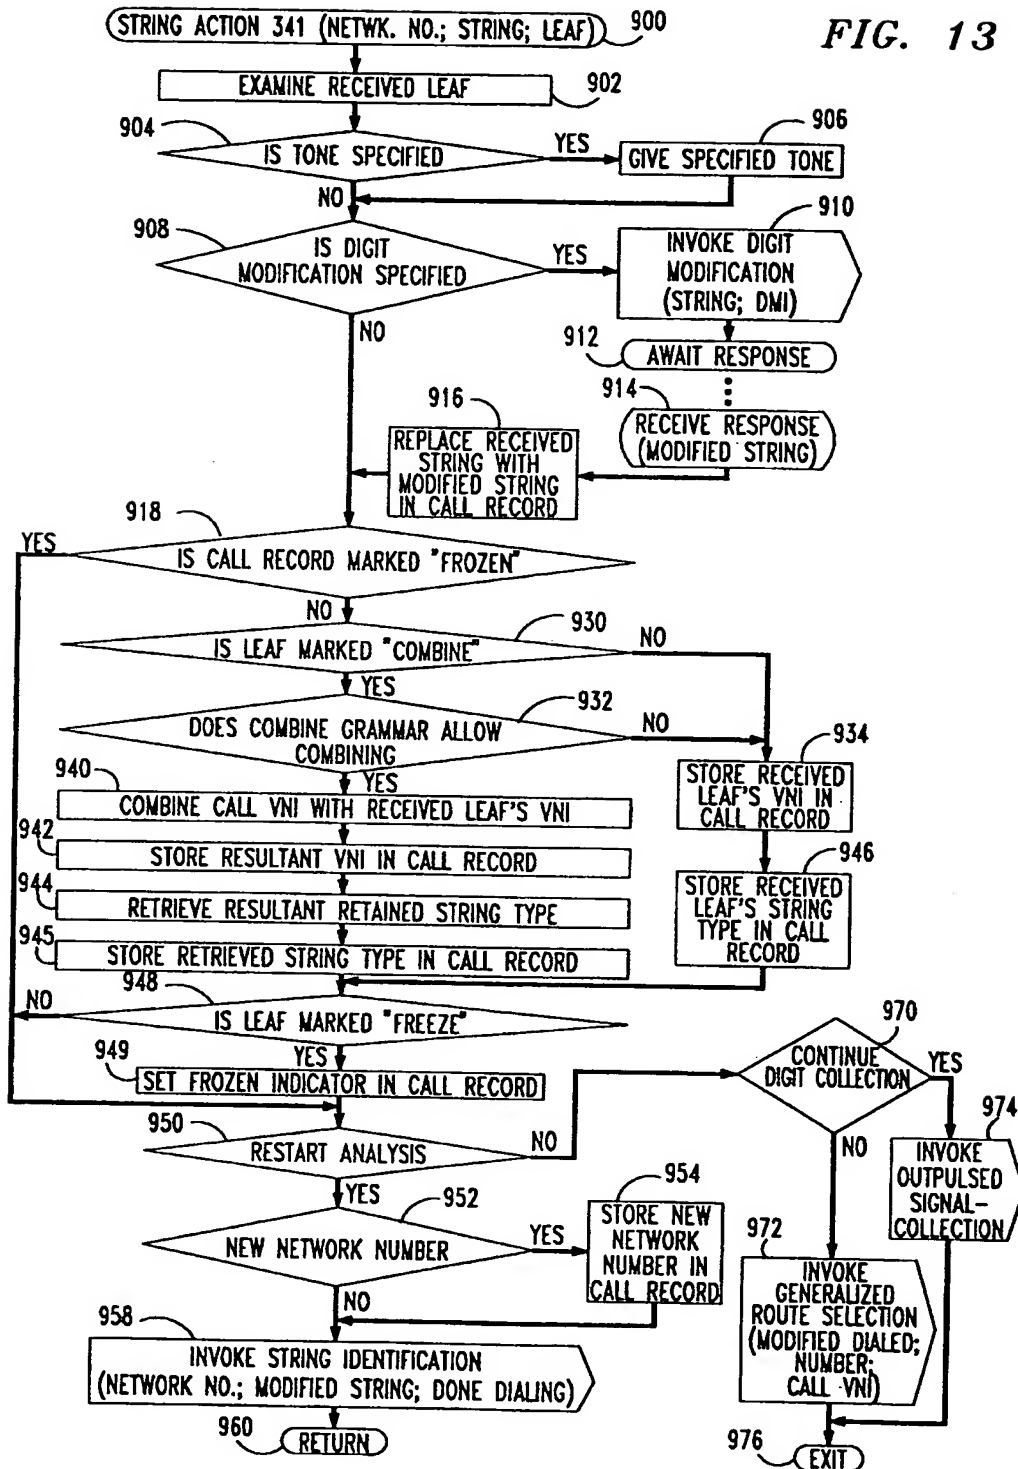 FIG. 13
STRING ACTION 341 (NETWK. NO.; STRING; LEAF)
900
EXAMINE RECEIVED LEAF
902
904
IS TONE SPECIFIED
YES
906
GIVE SPECIFIED TONE
NO
908
IS DIGIT
MODIFICATION SPECIFIED
YES
910
INVOKE DIGIT
MODIFICATION
(STRING; DMI)
NO
912
AWAIT RESPONSE
914
RECEIVE RESPONSE
(MODIFIED STRING)
916
REPLACE RECEIVED
STRING WITH
MODIFIED STRING
IN CALL RECORD
918
YES
IS CALL RECORD MARKED "FROZEN"
NO
930
IS LEAF MARKED "COMBINE"
NO
YES
932
DOES COMBINE GRAMMAR ALLOW
COMBINING
NO
934
STORE RECEIVED
LEAF'S VNI IN
CALL RECORD
YES
940
COMBINE CALL VNI WITH RECEIVED LEAF'S VNI
942
STORE RESULTANT VNI IN CALL RECORD
946
STORE RECEIVED
LEAF'S STRING
TYPE IN CALL
RECORD
944
RETRIEVE RESULTANT RETAINED STRING TYPE
945
STORE RETRIEVED STRING TYPE IN CALL RECORD
948
NO
IS LEAF MARKED "FREEZE"
YES
949
SET FROZEN INDICATOR IN CALL RECORD
970
CONTINUE
DIGIT COLLECTION
YES
950
RESTART ANALYSIS
NO
NO
974
INVOKE
OUTPULSED
SIGNAL-
COLLECTION
YES
952
NEW NETWORK NUMBER
YES
954
STORE NEW
NETWORK
NUMBER IN
CALL RECORD
972
INVOKE
GENERALIZED
ROUTE SELECTION
(MODIFIED DIALED;
NUMBER;
CALL VNI)
NO
958
INVOKE STRING IDENTIFICATION
(NETWORK NO.; MODIFIED STRING; DONE DIALING)
960
RETURN
976
EXIT